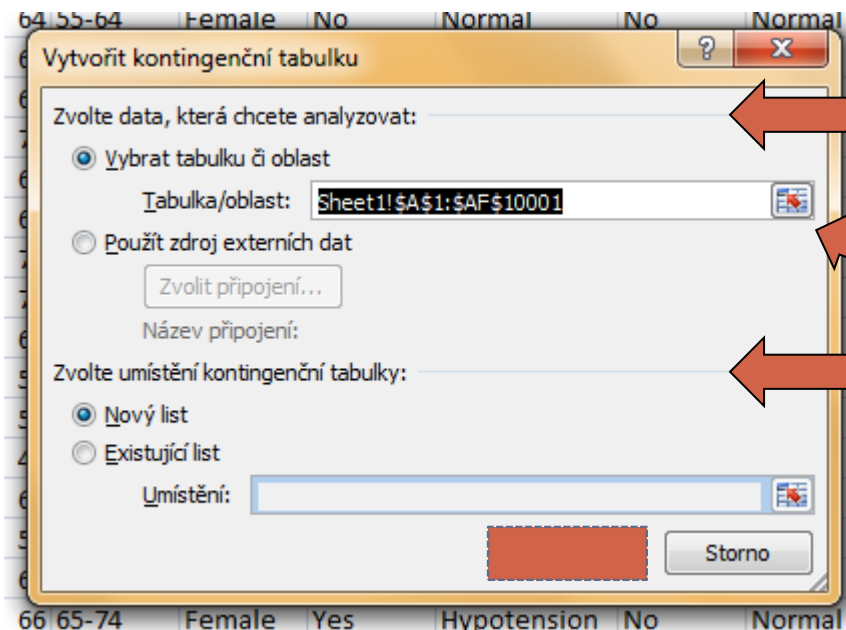 64 55-64 Female No Normal No Normal
Vytvořit kontingenční tabulku
Zvolte data, která chcete analyzovat:
Vybrat tabulku či oblast
Tabulka/oblast: Sheet1!$A$1:$AF$10001
Použít zdroj externích dat
Zvolit připojení...
Název připojení:
Zvolte umístění kontingenční tabulky:
Nový list
Existující list
Umístění:
Storno
66 65-74 Female Yes Hypotension No Normal